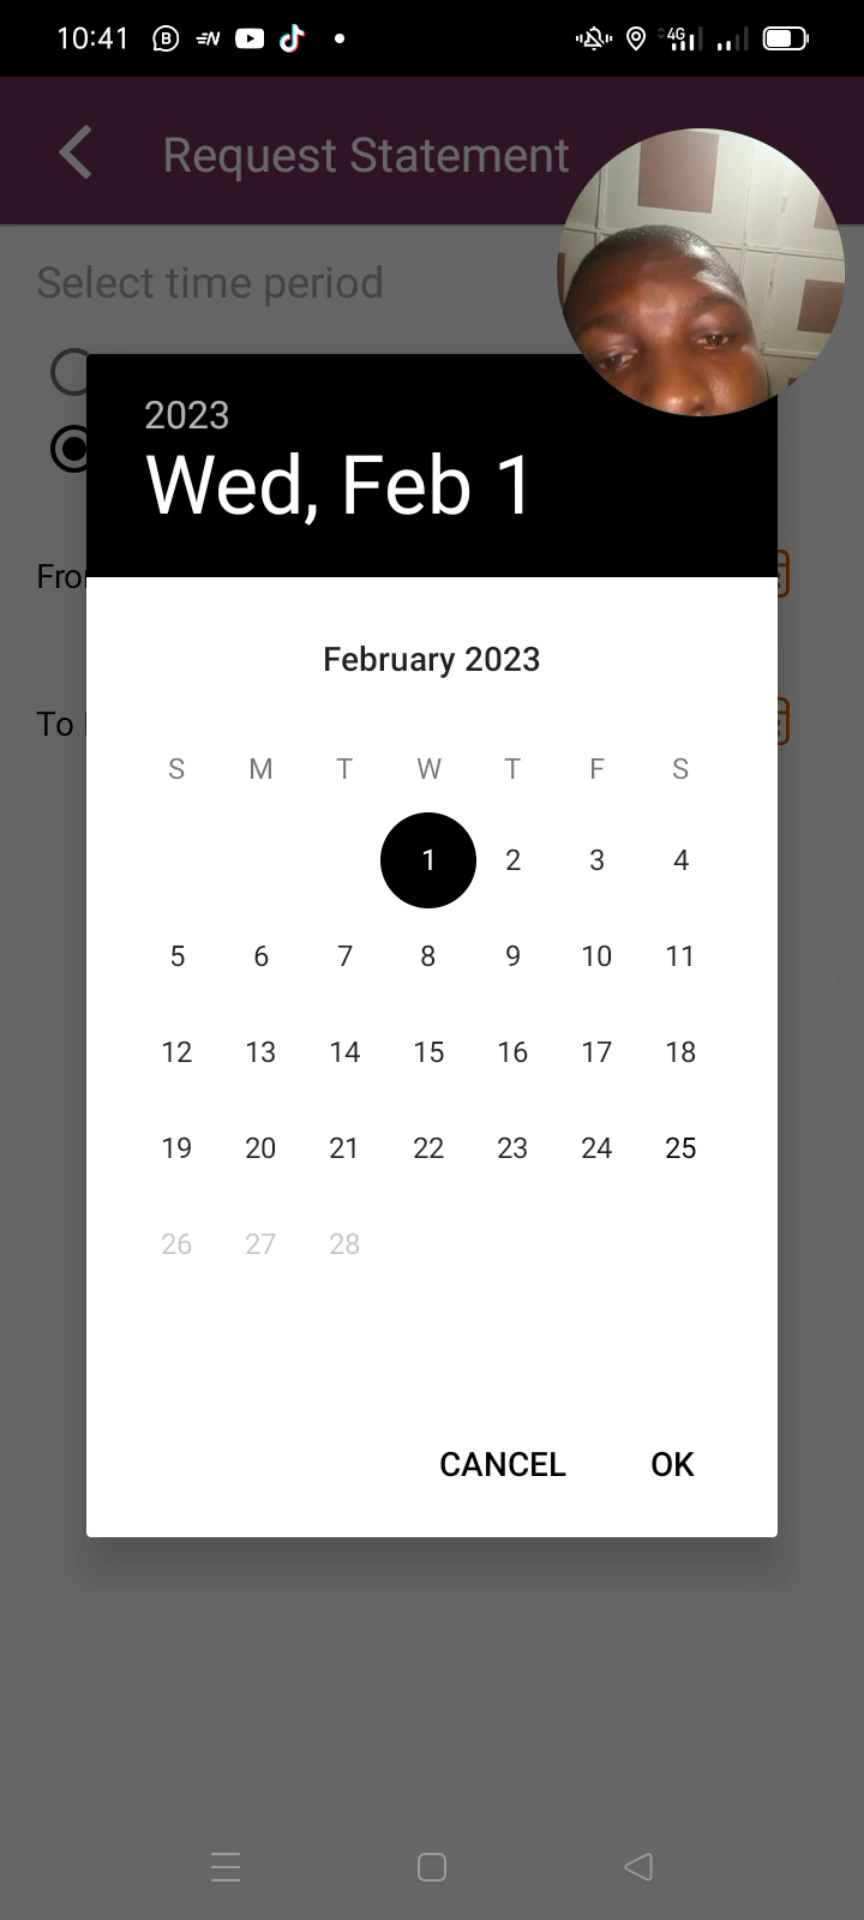 10:41
4G
Request Statement
Select time period
2023
Wed, Feb 1
To
February 2023
S M T W T F S
1 2 3 4
5 6 7 8 9 10 11
12 13 14 15 16 17 18
19 20 21 22 23 24 25
26 27 28
CANCEL OK